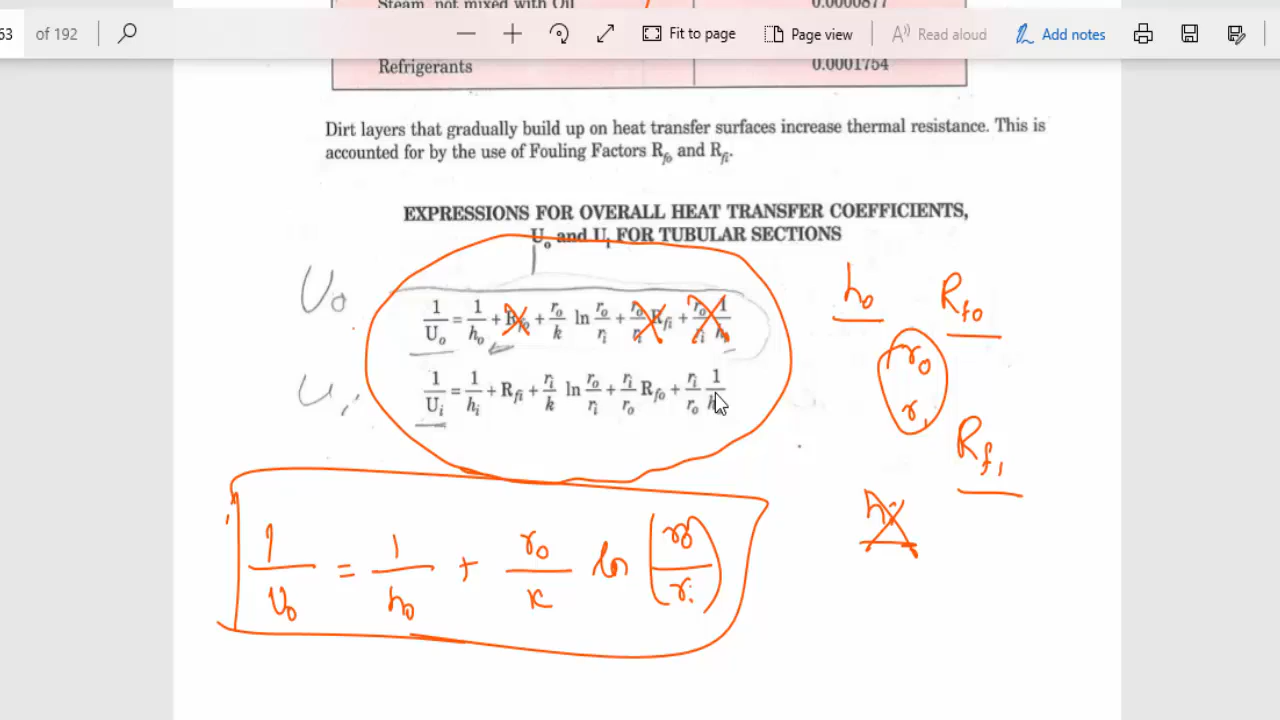 Steam, not mixed with Oil 0.0000877
63 of 192 Fit to page Page view Read aloud Add notes
Refrigerants 0.0001754
Dirt layers that gradually build up on heat transfer surfaces increase thermal resistance. This is
accounted for by the use of Fouling Factors R_fo and R_fi.
EXPRESSIONS FOR OVERALL HEAT TRANSFER COEFFICIENTS,
U_o and U_i FOR TUBULAR SECTIONS
U_o
1/U_o = 1/h_o + R_fo + r_o/k ln r_o/r_i + r_o/r_i R_fi + r_o/r_i 1/h_i
U_i
1/U_i = 1/h_i + R_fi + r_i/k ln r_o/r_i + r_i/r_o R_fo + r_i/r_o 1/h
h_o R_fo
r_o
r_i
R_fi
h_i
1/U_o = 1/h_o + r_o/k ln (r_o/r_i)